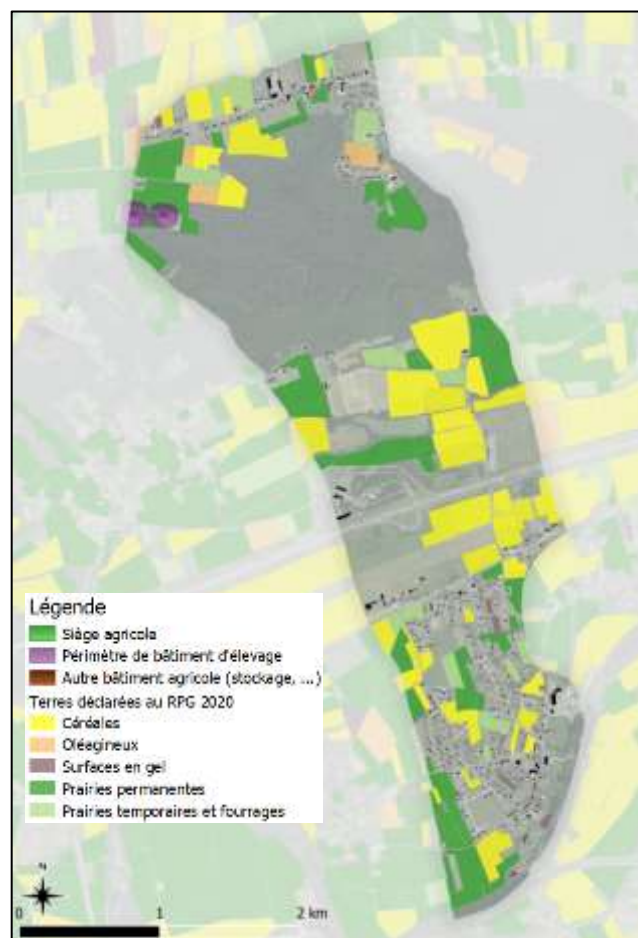 Légende
Siège agricole
Périmètre de bâtiment d'élevage
Autre bâtiment agricole (stockage, ...)
Terres déclarées au RPG 2020
Céréales
Oléagineux
Surfaces en gel
Prairies permanentes
Prairies temporaires et fourrages
N
0 1 2 km